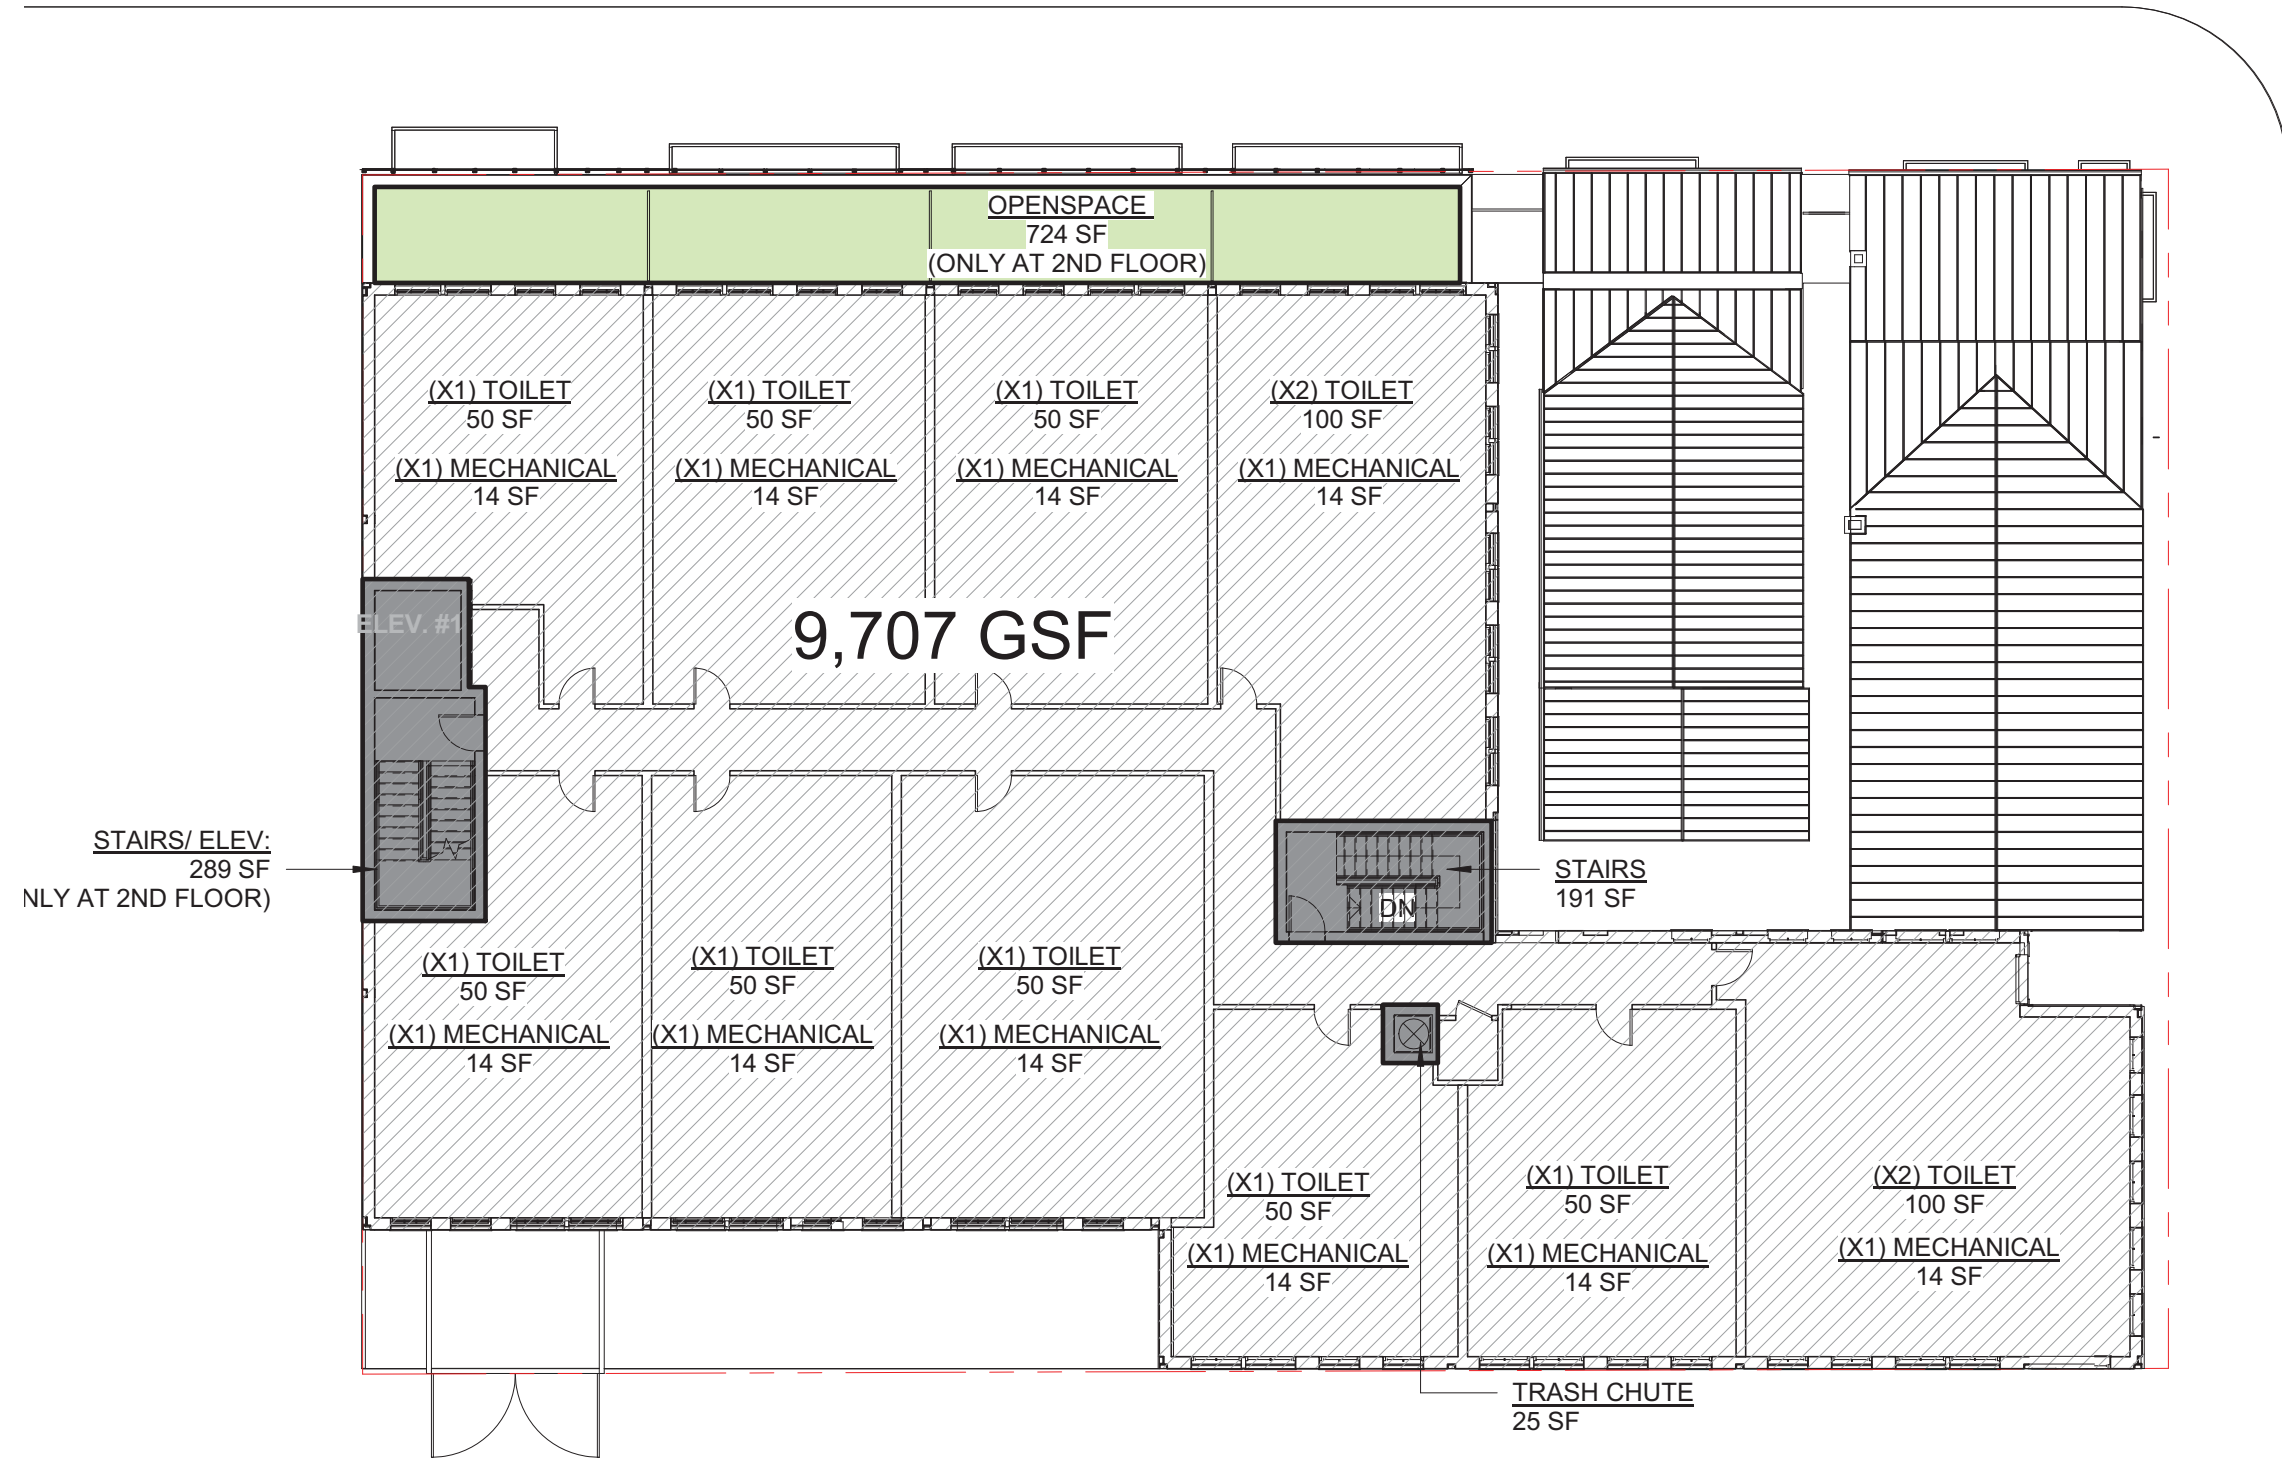 OPENSPACE
724 SF
(ONLY AT 2ND FLOOR)
(X1) TOILET
50 SF
(X1) MECHANICAL
14 SF
(X1) TOILET
50 SF
(X1) MECHANICAL
14 SF
(X1) TOILET
50 SF
(X1) MECHANICAL
14 SF
(X2) TOILET
100 SF
(X1) MECHANICAL
14 SF
ELEV. #1
9,707 GSF
STAIRS/ ELEV:
289 SF
NLY AT 2ND FLOOR)
STAIRS
191 SF
DN
(X1) TOILET
50 SF
(X1) MECHANICAL
14 SF
(X1) TOILET
50 SF
(X1) MECHANICAL
14 SF
(X1) TOILET
50 SF
(X1) MECHANICAL
14 SF
(X1) TOILET
50 SF
(X1) MECHANICAL
14 SF
(X1) TOILET
50 SF
(X1) MECHANICAL
14 SF
(X2) TOILET
100 SF
(X1) MECHANICAL
14 SF
TRASH CHUTE
25 SF